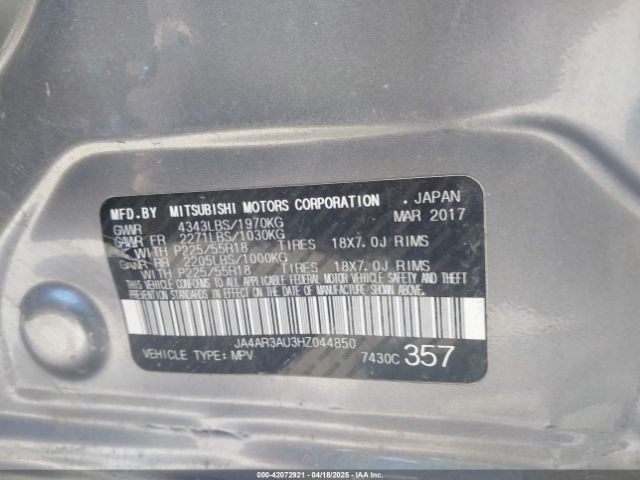 MFD.BY MITSUBISHI MOTORS CORPORATION . JAPAN
GVWR 4343LBS/1970KG MAR 2017
GAWR FR 2271LBS/1030KG
WITH P225/55R18 TIRES 18X7.0J RIMS
GAWR RR 2205LBS/1000KG
WITH P225/55R18 TIRES 18X7.0J RIMS
THIS VEHICLE CONFORMS TO ALL APPLICABLE FEDERAL MOTOR VEHICLE SAFETY AND THEFT
PREVENTION STANDARDS IN EFFECT ON THE DATE OF MANUFACTURE SHOWN ABOVE.
JA4AR3AU3HZ044850
VEHICLE TYPE: MPV 7430C 357
000-42072921 - 04/18/2025 - IAAI.COM